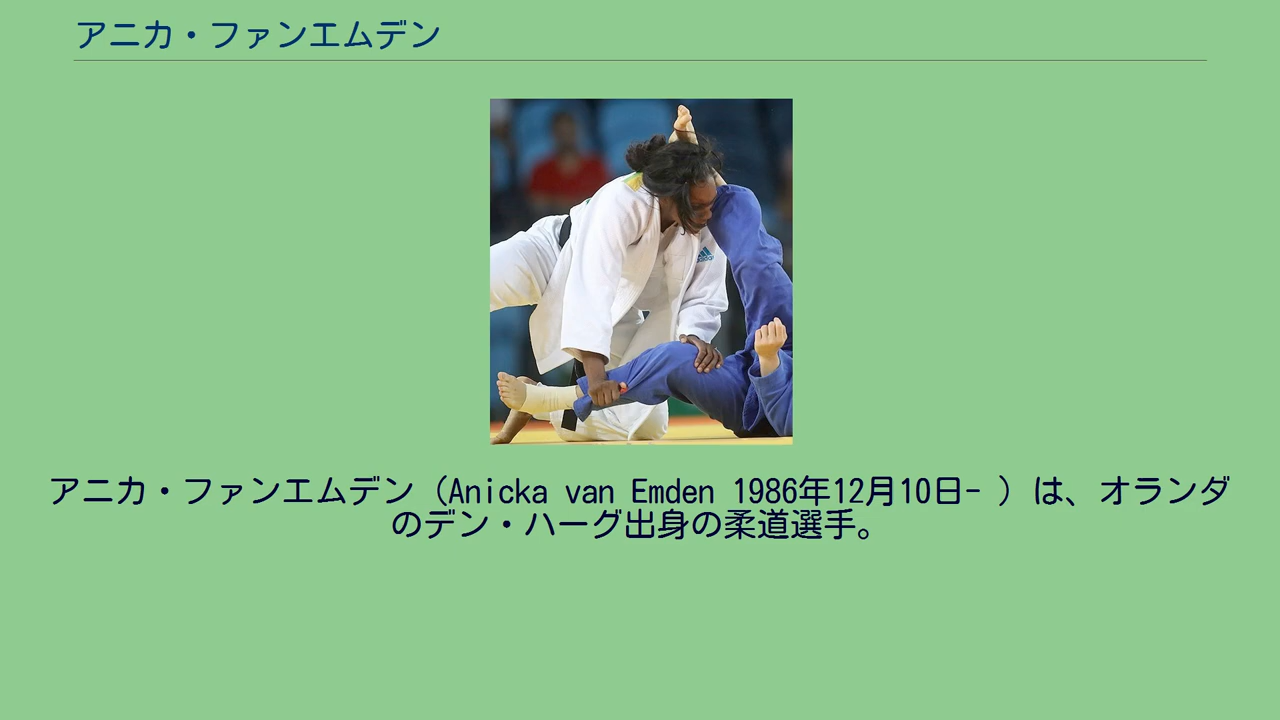 アニカ・ファンエムデン
adidas
アニカ・ファンエムデン（Anicka van Emden 1986年12月10日- ）は、オランダ
のデン・ハーグ出身の柔道選手。